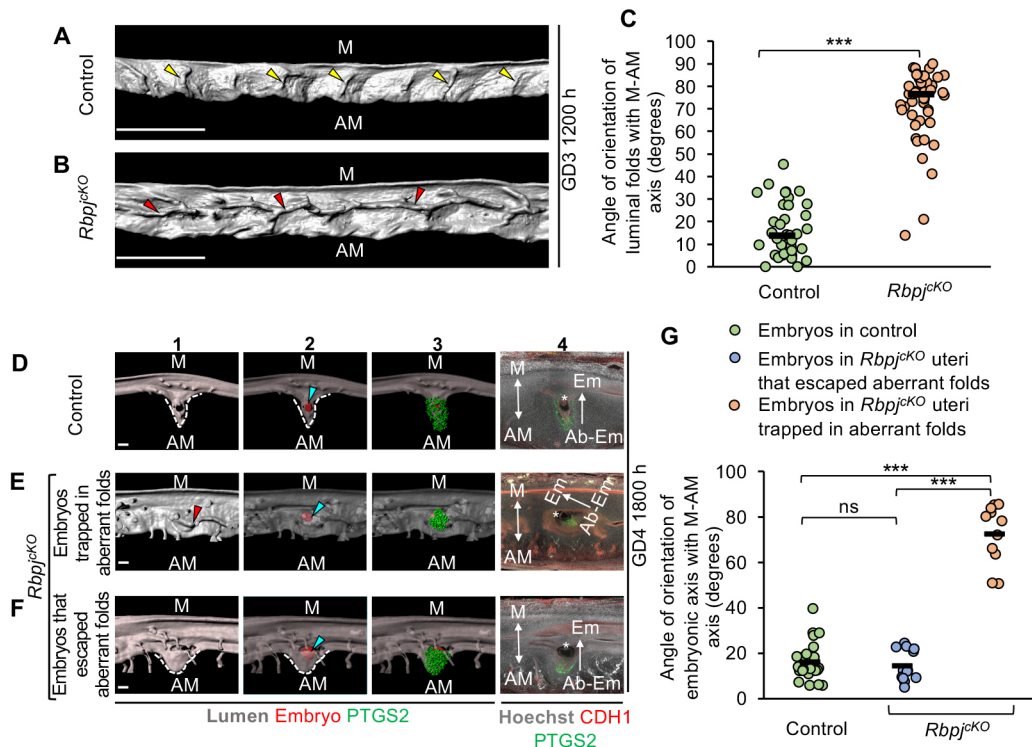 A
Control
M
AM
B
Rbpj^cKO
M
AM
GD3 1200 h
C
Angle of orientation of
luminal folds with M-AM
axis (degrees)
100
90
80
70
60
50
40
30
20
10
0
***
Control
Rbpj^cKO
1
2
3
4
D
Control
M
AM
M
AM
M
AM
M
AM
Em
*
Ab-Em
E
Rbpj^cKO
Embryos
trapped in
aberrant folds
M
AM
M
AM
M
AM
M
AM
Em
*
Ab-Em
F
Embryos that
escaped
aberrant folds
M
AM
M
AM
M
AM
M
AM
Em
*
Ab-Em
GD4 1800 h
Lumen Embryo PTGS2
Hoechst CDH1
PTGS2
Embryos in control
Embryos in Rbpj^cKO uteri
that escaped aberrant folds
Embryos in Rbpj^cKO uteri
trapped in aberrant folds
G
Angle of orientation of
embryonic axis with M-AM
axis (degrees)
100
80
60
40
20
0
***
***
ns
Control
Rbpj^cKO